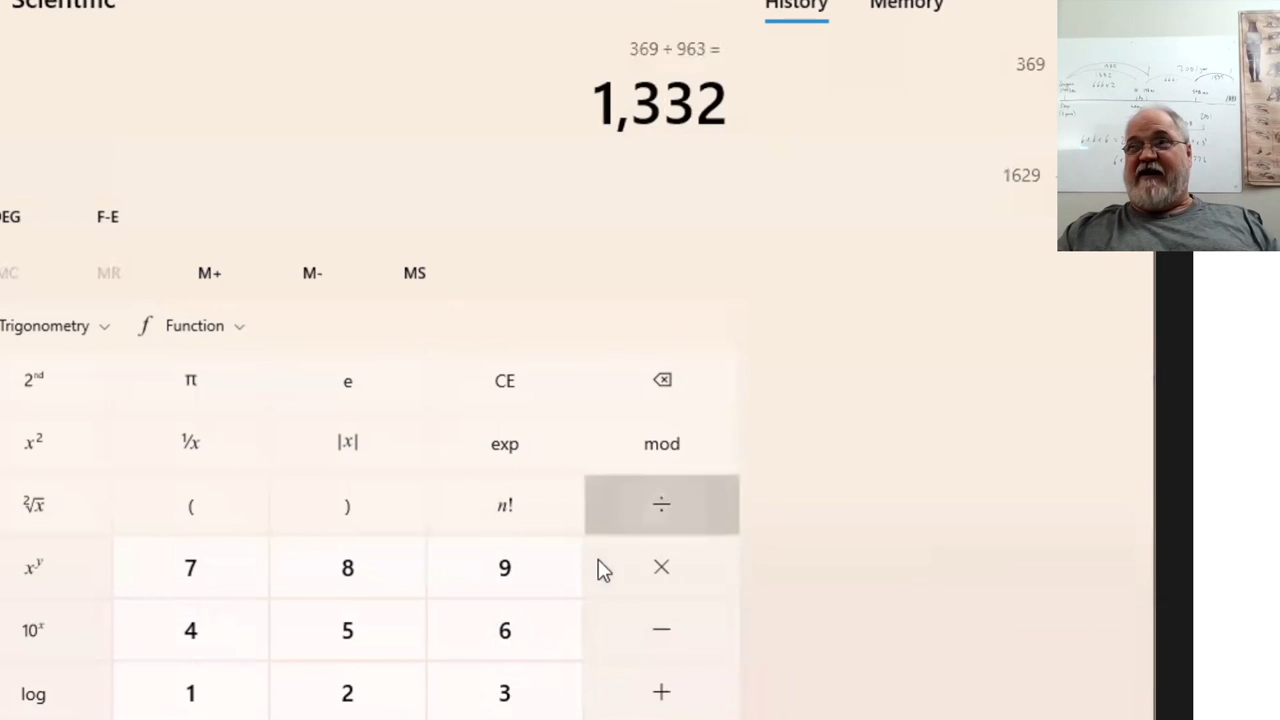 Scientific
History Memory
369 + 963 =
369
1,332
1629
DEG F-E
MC MR M+ M- MS
Trigonometry f Function
2nd π e CE
x2 1/x |x| exp mod
2√x ( ) n! ÷
xy 7 8 9 ×
10x 4 5 6 −
log 1 2 3 +